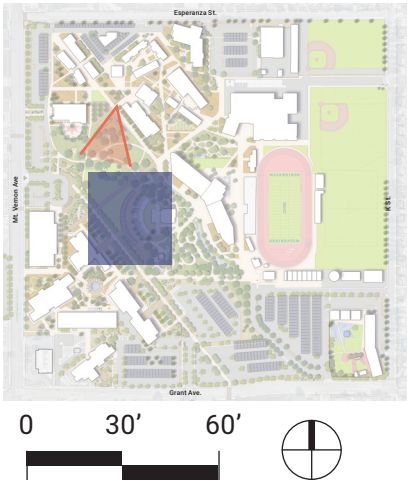 Esperanza St.
Mt. Vernon Ave
K St.
Grant Ave.
0 30’ 60’